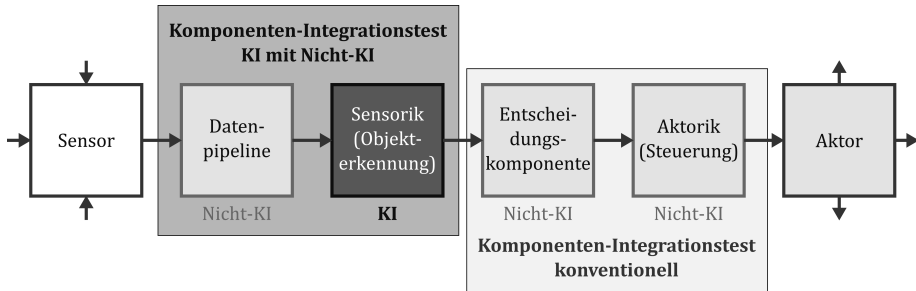 Komponenten-Integrationstest
KI mit Nicht-KI
Sensor
Daten-
pipeline
Nicht-KI
Sensorik
(Objekt-
erkennung)
KI
Entschei-
dungs-
komponente
Nicht-KI
Aktorik
(Steuerung)
Nicht-KI
Aktor
Komponenten-Integrationstest
konventionell